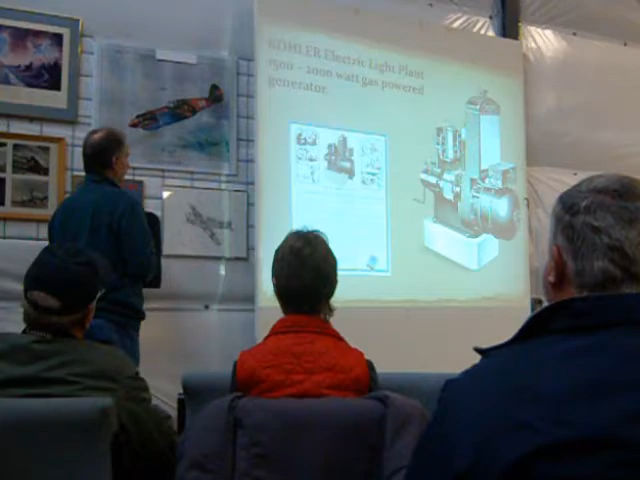 KOHLER Electric Light Plant
1500 - 2000 watt gas powered
generator.